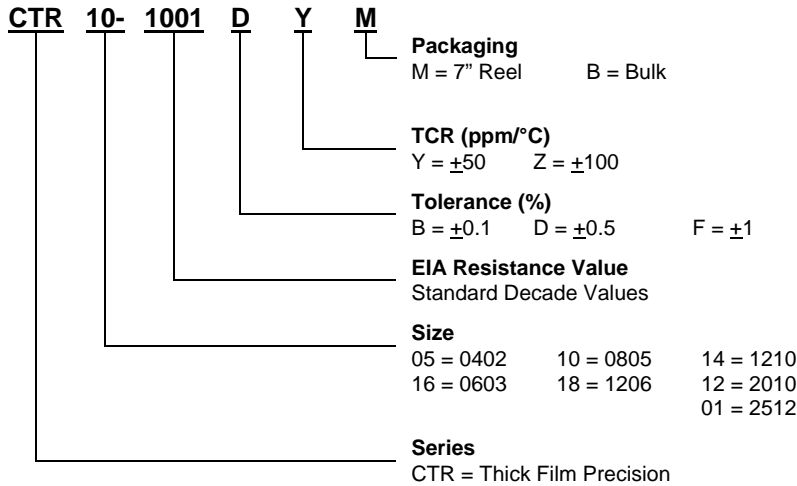 CTR 10- 1001 D Y M
Packaging
M = 7” Reel B = Bulk
TCR (ppm/°C)
Y = ±50 Z = ±100
Tolerance (%)
B = ±0.1 D = ±0.5 F = ±1
EIA Resistance Value
Standard Decade Values
Size
05 = 0402 10 = 0805 14 = 1210
16 = 0603 18 = 1206 12 = 2010
01 = 2512
Series
CTR = Thick Film Precision